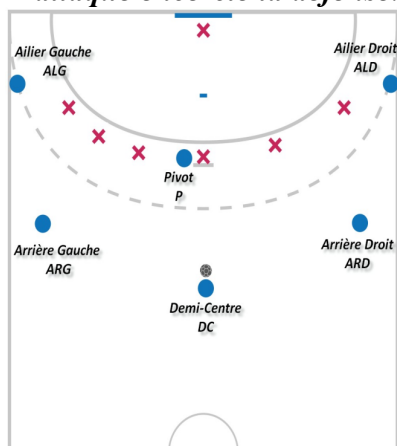 Ailier Gauche
ALG
Ailier Droit
ALD
Pivot
P
Arrière Gauche
ARG
Arrière Droit
ARD
Demi-Centre
DC